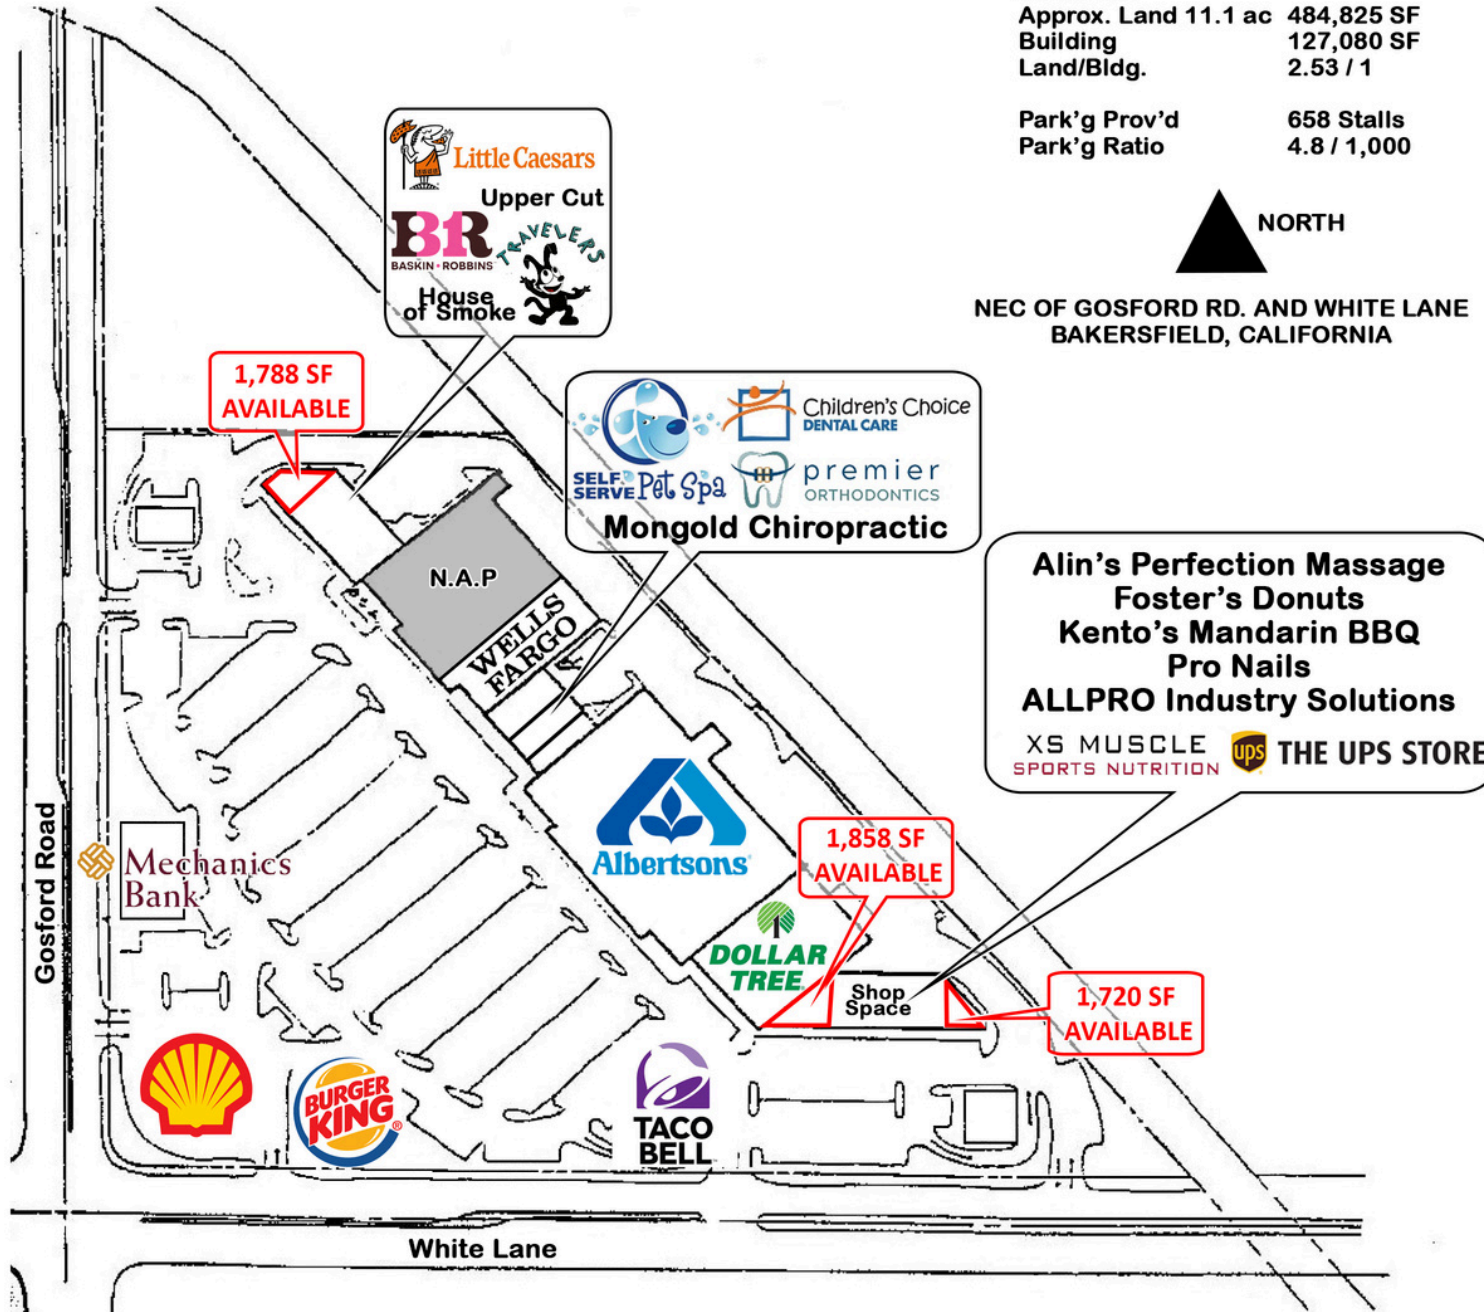 Approx. Land 11.1 ac 484,825 SF
Building 127,080 SF
Land/Bldg. 2.53 / 1
Park'g Prov'd 658 Stalls
Park'g Ratio 4.8 / 1,000
NORTH
NEC OF GOSFORD RD. AND WHITE LANE
BAKERSFIELD, CALIFORNIA
Little Caesars
Upper Cut
BR
BASKIN·ROBBINS
TRAVELERS
House
of Smoke
1,788 SF
AVAILABLE
SELF SERVE Pet Spa
Children's Choice
DENTAL CARE
premier
ORTHODONTICS
Mongold Chiropractic
N.A.P
WELLS
FARGO
Alin's Perfection Massage
Foster's Donuts
Kento's Mandarin BBQ
Pro Nails
ALLPRO Industry Solutions
XS MUSCLE
SPORTS NUTRITION
ups THE UPS STORE
Albertsons
1,858 SF
AVAILABLE
DOLLAR
TREE
Shop
Space
1,720 SF
AVAILABLE
Mechanics
Bank
Gosford Road
BURGER
KING®
TACO
BELL
White Lane